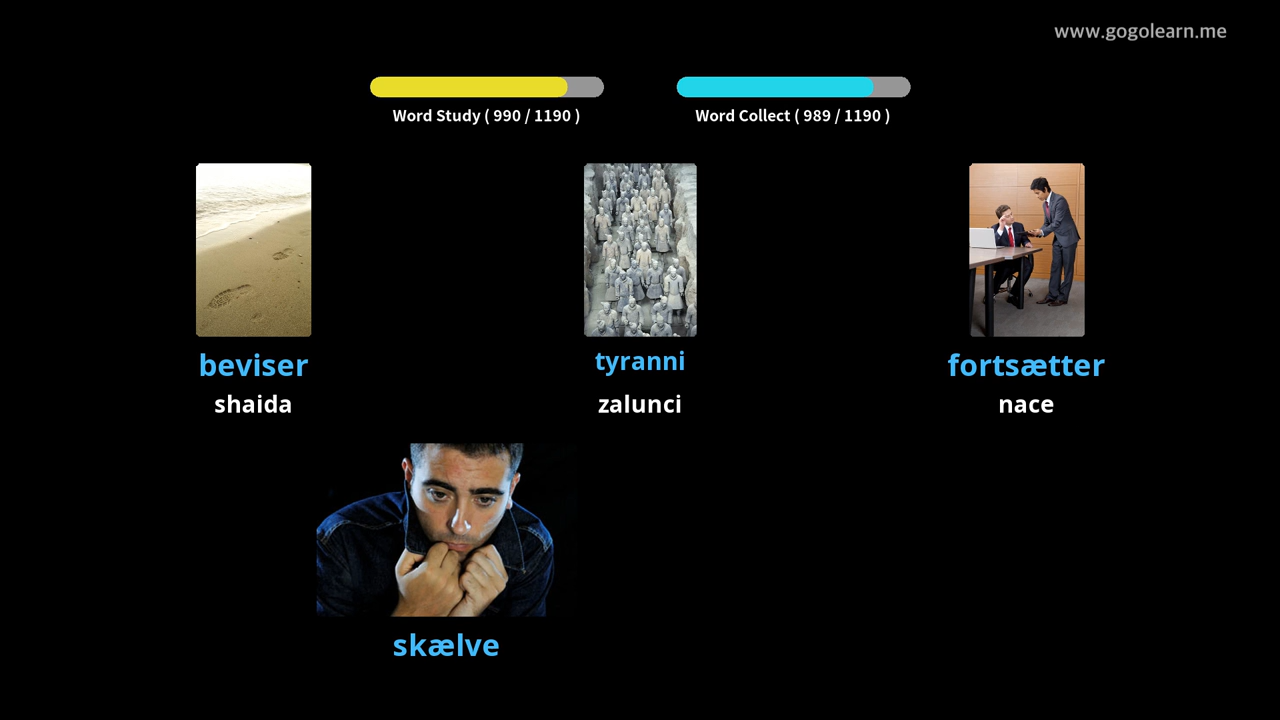 www.gogolearn.me
Word Study ( 990 / 1190 )
Word Collect ( 989 / 1190 )
beviser
shaida
tyranni
zalunci
fortsætter
nace
skælve